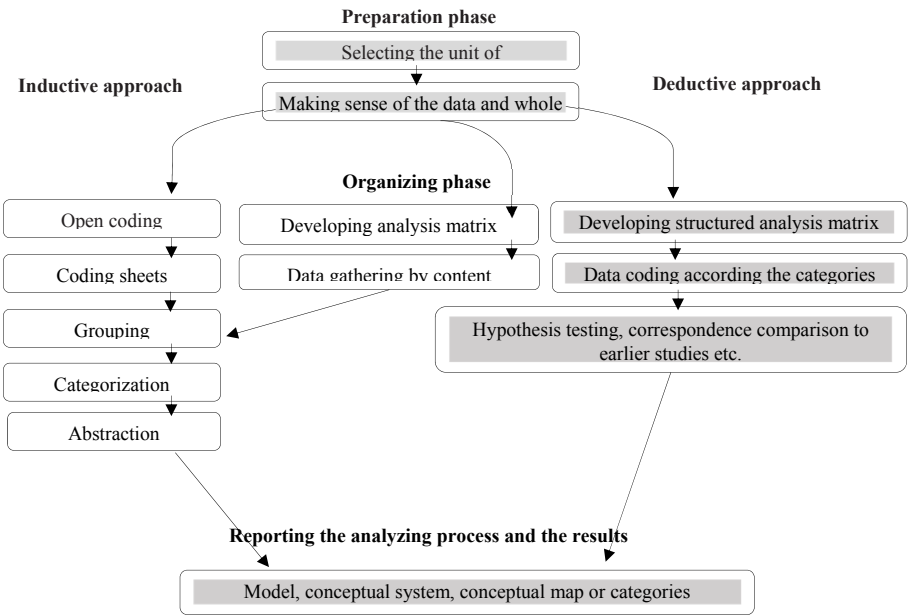 Preparation phase
Selecting the unit of
Inductive approach
Deductive approach
Making sense of the data and whole
Organizing phase
Open coding
Developing analysis matrix
Developing structured analysis matrix
Coding sheets
Data gathering by content
Data coding according the categories
Grouping
Hypothesis testing, correspondence comparison to
earlier studies etc.
Categorization
Abstraction
Reporting the analyzing process and the results
Model, conceptual system, conceptual map or categories